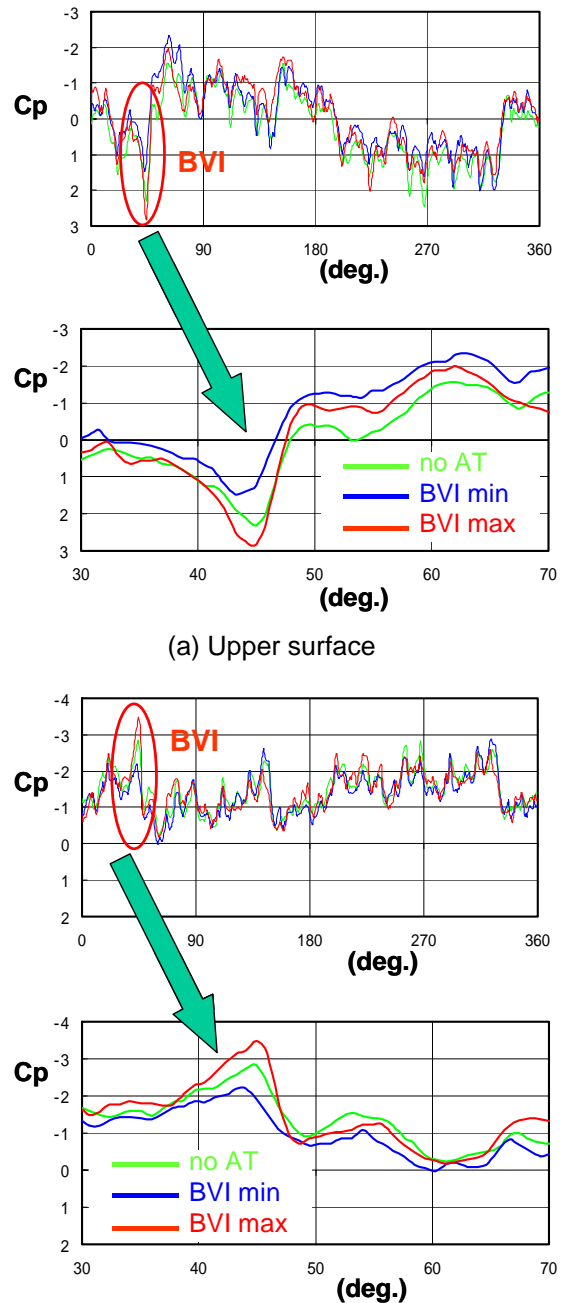 -3
-2
-1
Cp
0
1
BVI
2
3
0 90 180 270 360
(deg.)
-3
-2
Cp
-1
0
1
no AT
2
BVI min
3
BVI max
30 40 50 60 70
(deg.)
(a) Upper surface
-4
BVI
-3
-2
Cp
-1
0
1
2
0 90 180 270 360
(deg.)
-4
-3
Cp
-2
-1
no AT
0
BVI min
1
BVI max
2
30 40 50 60 70
(deg.)